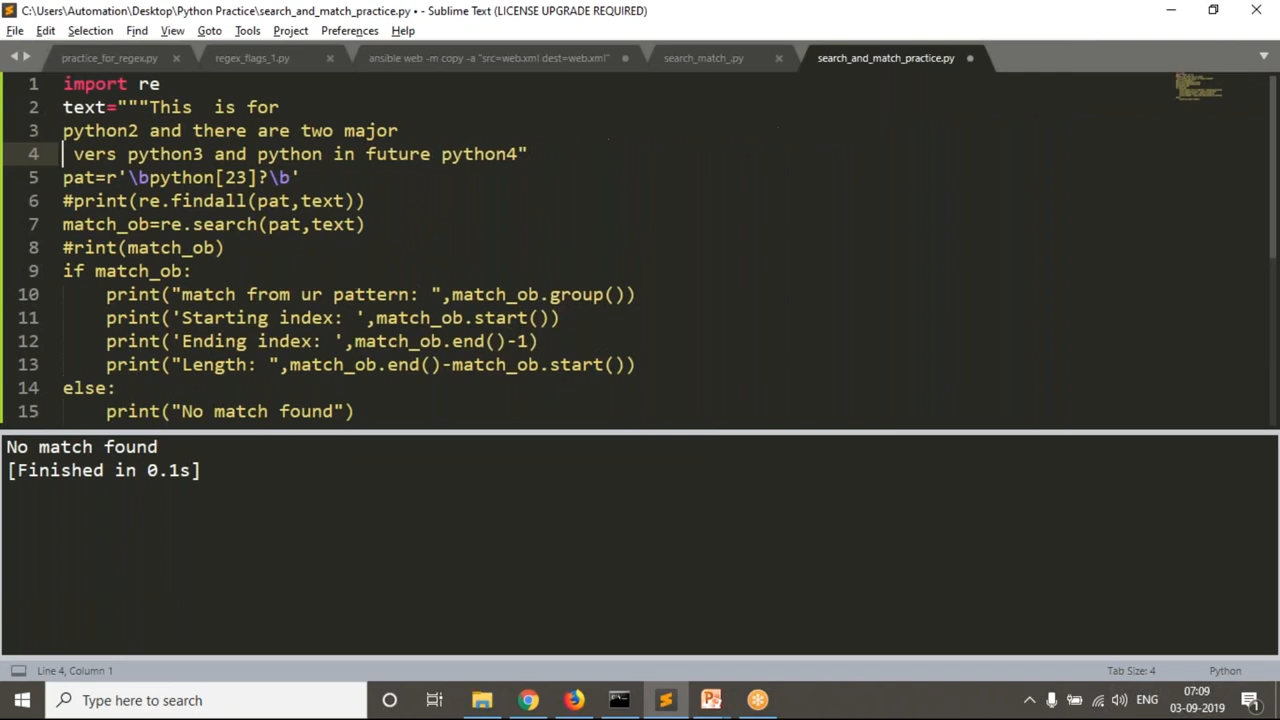 C:\Users\Automation\Desktop\Python Practice\search_and_match_practice.py • - Sublime Text (LICENSE UPGRADE REQUIRED)
File Edit Selection Find View Goto Tools Project Preferences Help
practice_for_regex.py regex_flags_1.py ansible web -m copy -a "src=web.xml dest=web.xml" search_match_.py search_and_match_practice.py
1 import re
2 text="""This  is for
3 python2 and there are two major
4  vers python3 and python in future python4"
5 pat=r'\bpython[23]?\b'
6 #print(re.findall(pat,text))
7 match_ob=re.search(pat,text)
8 #rint(match_ob)
9 if match_ob:
10     print("match from ur pattern: ",match_ob.group())
11     print('Starting index: ',match_ob.start())
12     print('Ending index: ',match_ob.end()-1)
13     print("Length: ",match_ob.end()-match_ob.start())
14 else:
15     print("No match found")
No match found
[Finished in 0.1s]
Line 4, Column 1 Tab Size: 4 Python
Type here to search ENG 07:09
03-09-2019 1